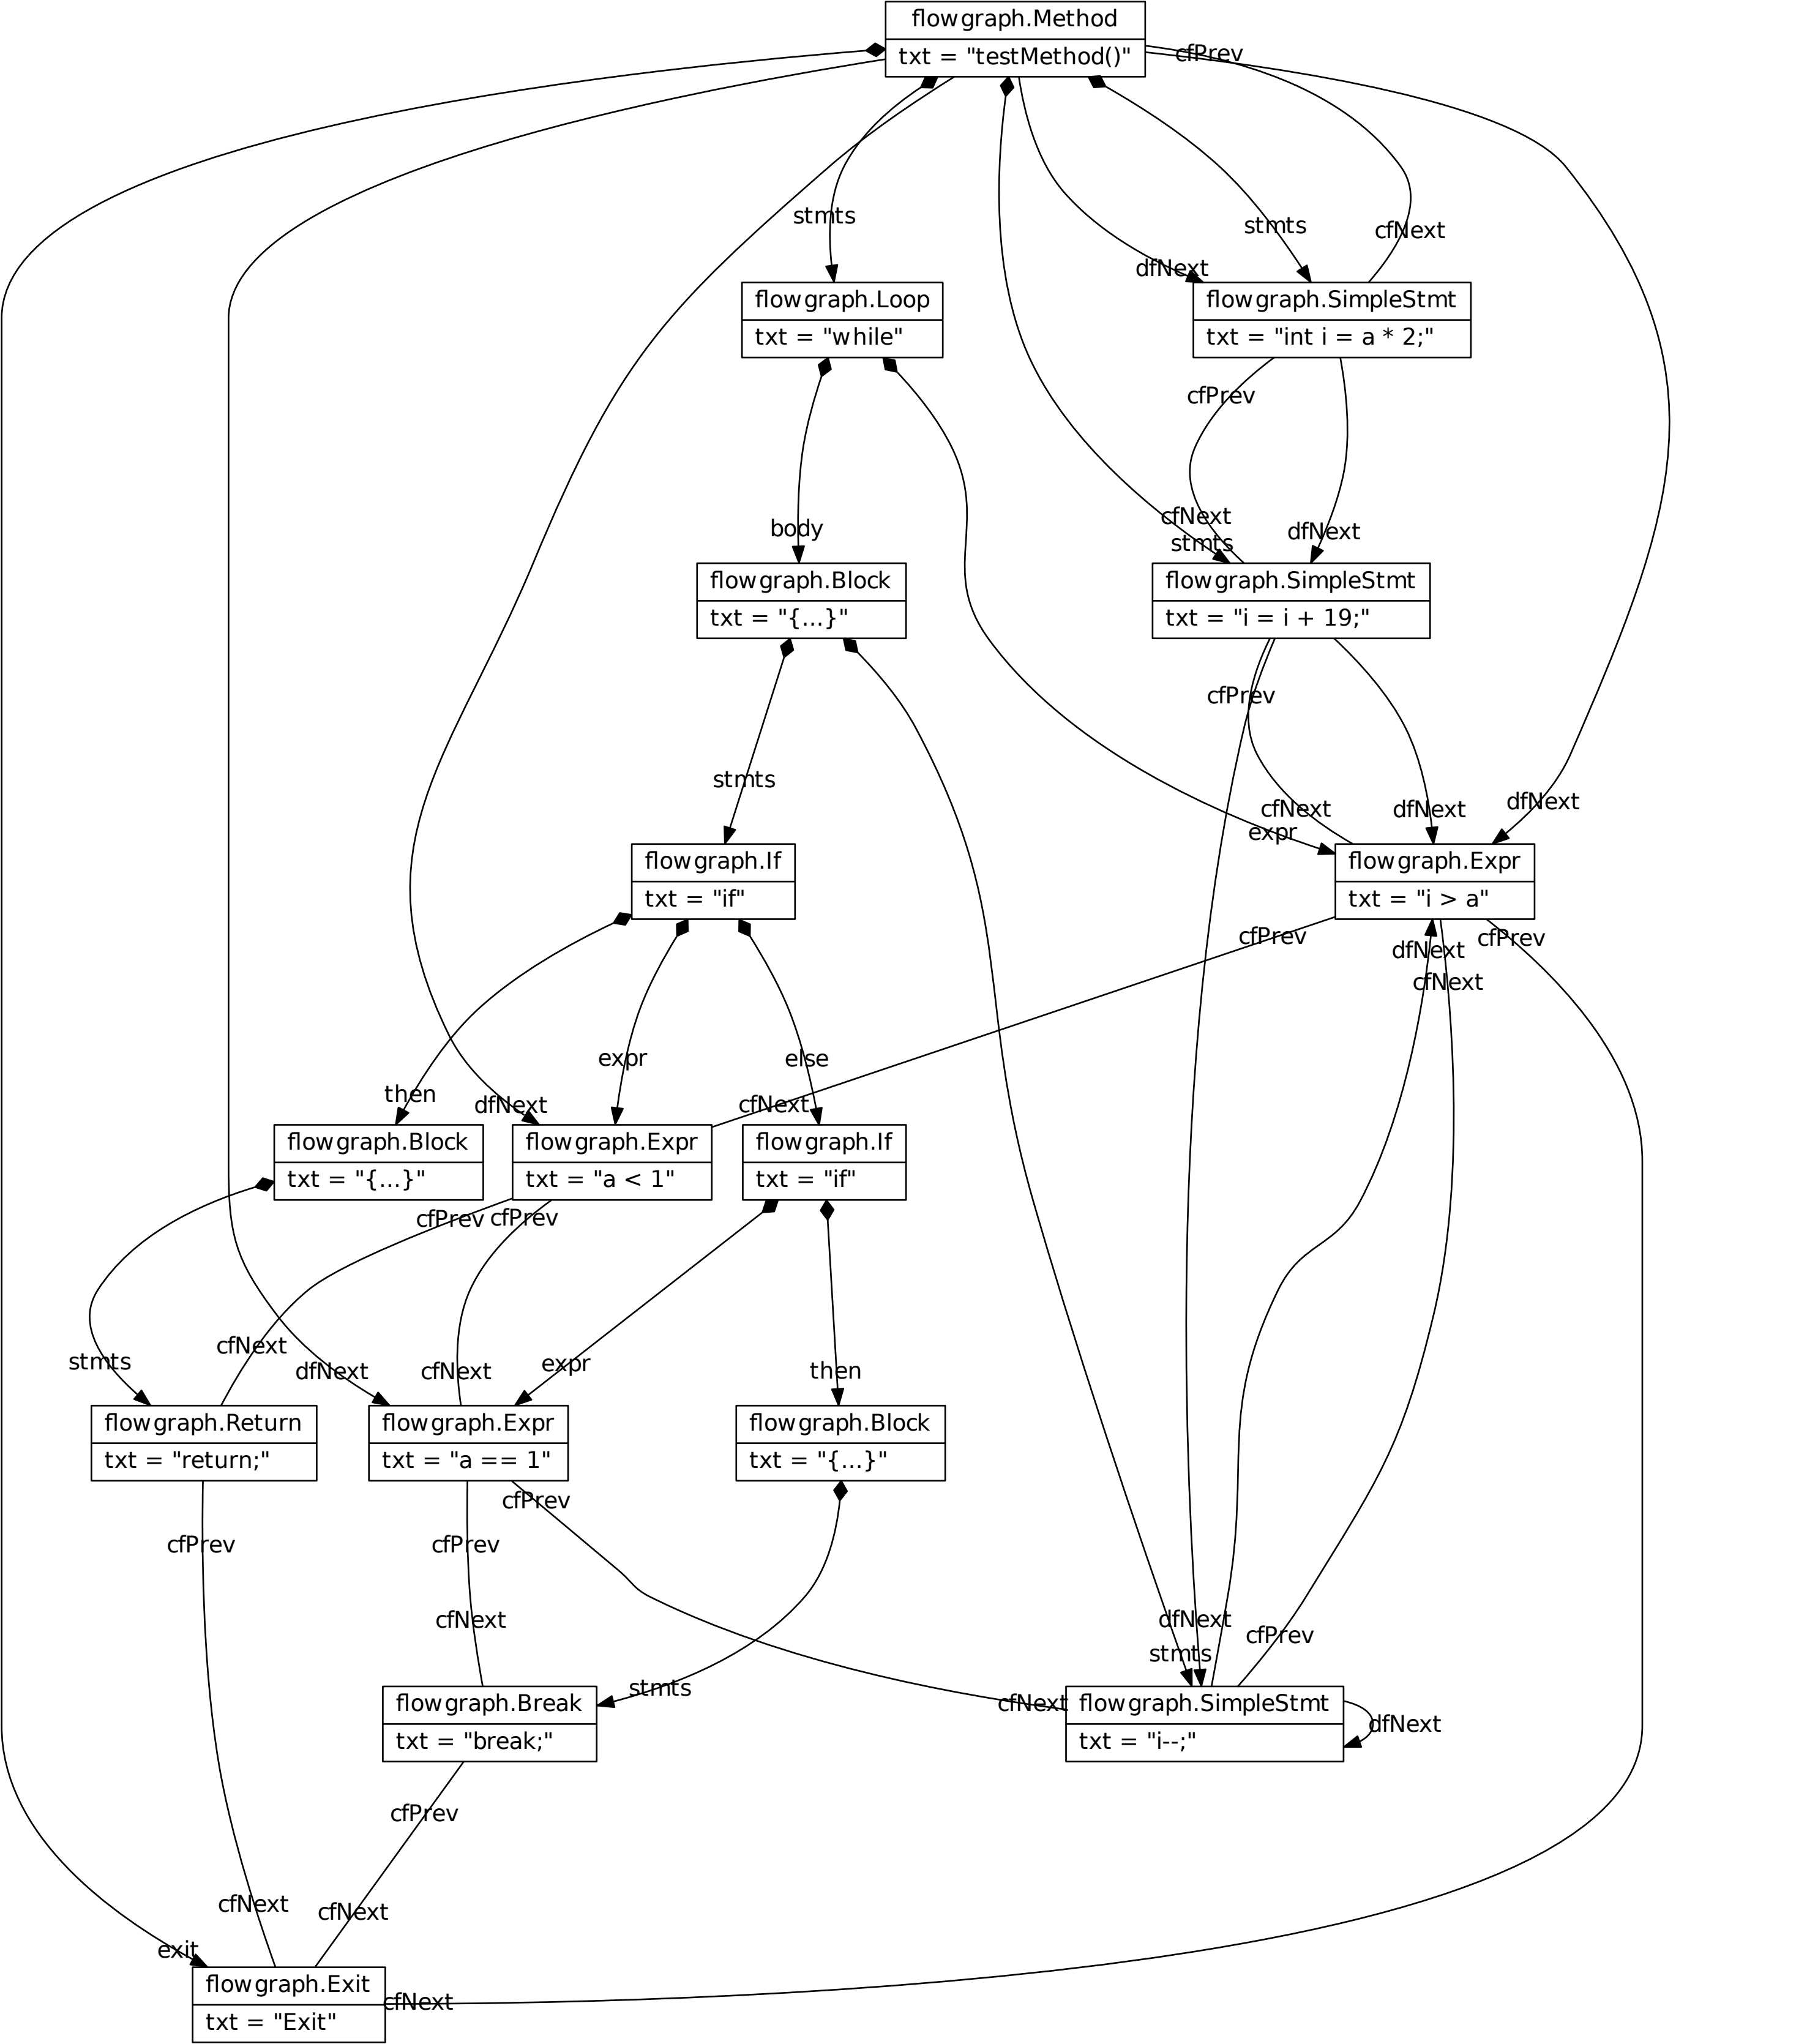 flowgraph.Method
txt = "testMethod()"
cfPrev
stmts
stmts
cfNext
dfNext
flowgraph.Loop
txt = "while"
flowgraph.SimpleStmt
txt = "int i = a * 2;"
cfPrev
cfNext
body
dfNext
stmts
flowgraph.Block
txt = "{...}"
flowgraph.SimpleStmt
txt = "i = i + 19;"
cfPrev
stmts
cfNext
dfNext
dfNext
expr
flowgraph.If
txt = "if"
flowgraph.Expr
txt = "i > a"
cfPrev
cfPrev
dfNext
cfNext
expr
else
then
dfNext
cfNext
flowgraph.Block
txt = "{...}"
flowgraph.Expr
txt = "a < 1"
flowgraph.If
txt = "if"
cfPrev
cfPrev
cfNext
stmts
dfNext
cfNext
expr
then
flowgraph.Return
txt = "return;"
flowgraph.Expr
txt = "a == 1"
flowgraph.Block
txt = "{...}"
cfPrev
cfPrev
cfPrev
cfNext
dfNext
cfPrev
stmts
stmts
cfNext
flowgraph.Break
txt = "break;"
flowgraph.SimpleStmt
txt = "i--;"
dfNext
cfPrev
cfNext
cfNext
exit
flowgraph.Exit
txt = "Exit"
cfNext